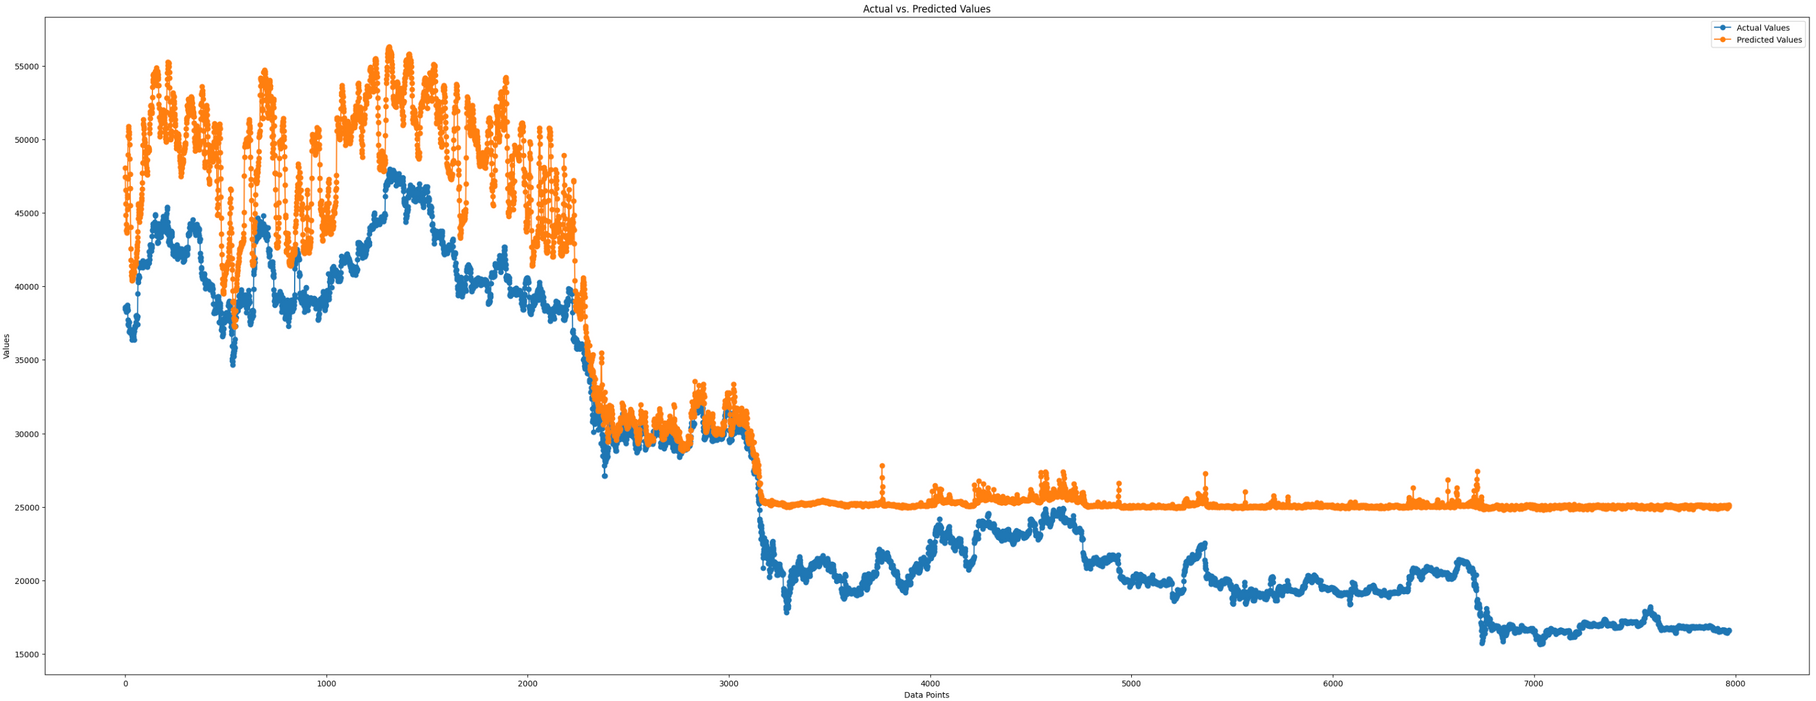 Actual vs. Predicted Values
Actual Values
Predicted Values
55000
50000
45000
40000
35000
30000
25000
20000
15000
Values
0 1000 2000 3000 4000 5000 6000 7000 8000
Data Points